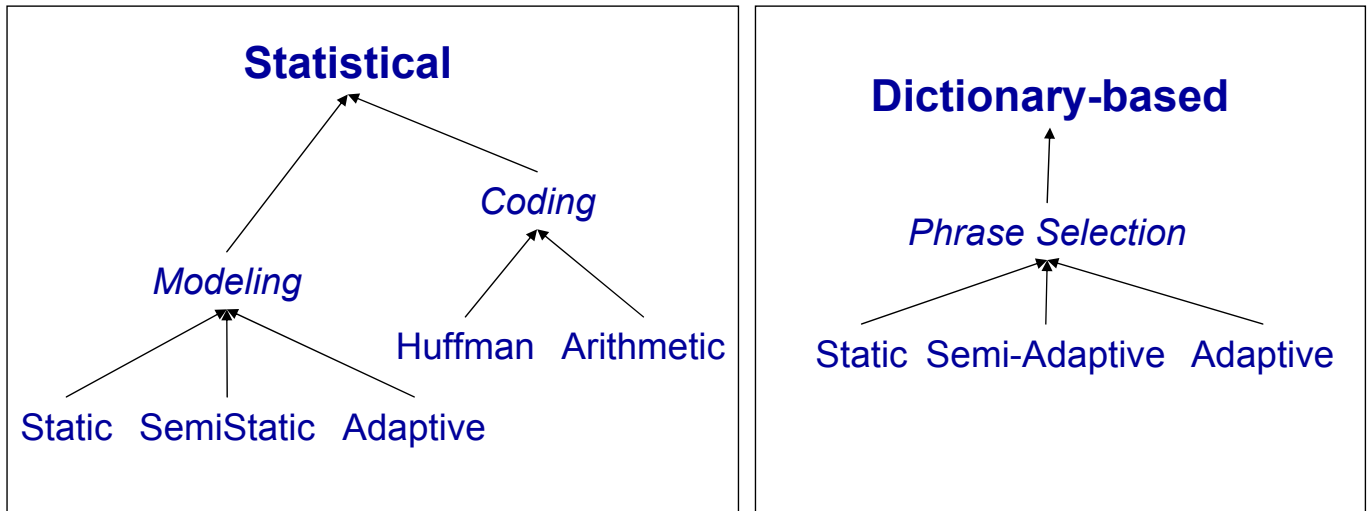 Statistical
Coding
Modeling
Huffman Arithmetic
Static SemiStatic Adaptive
Dictionary-based
Phrase Selection
Static Semi-Adaptive Adaptive